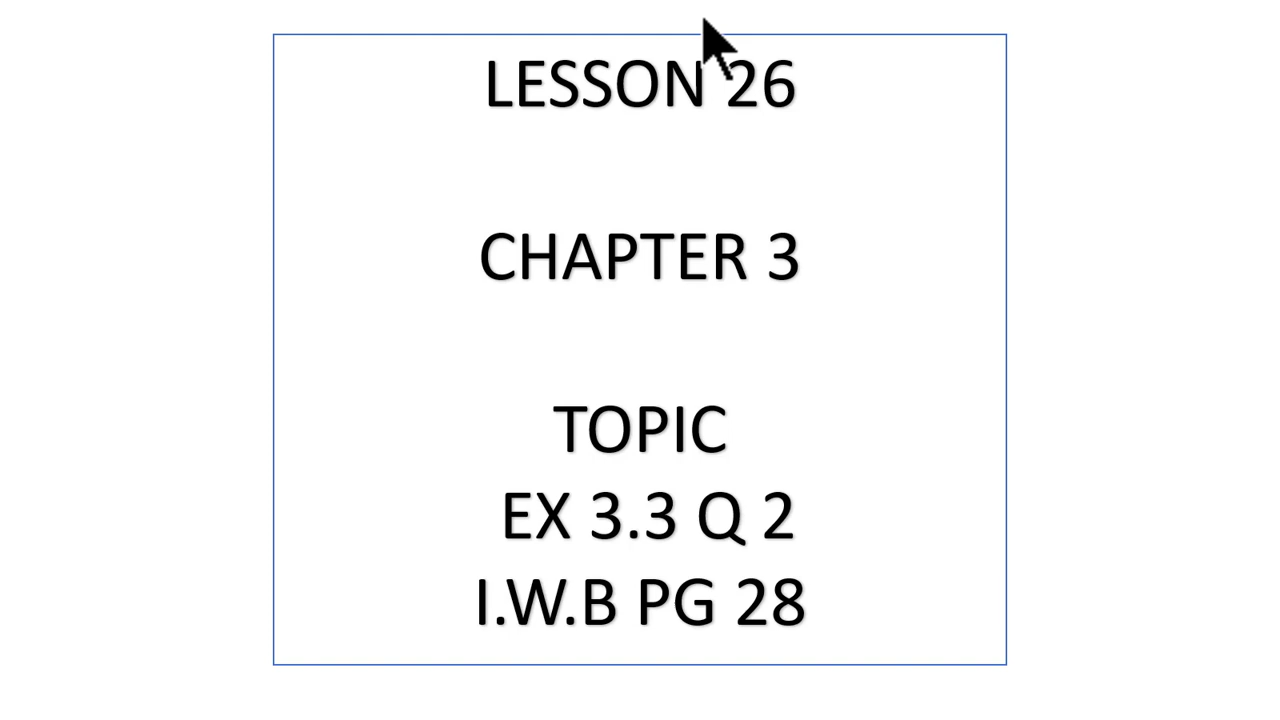 LESSON 26
CHAPTER 3
TOPIC
EX 3.3 Q 2
I.W.B PG 28